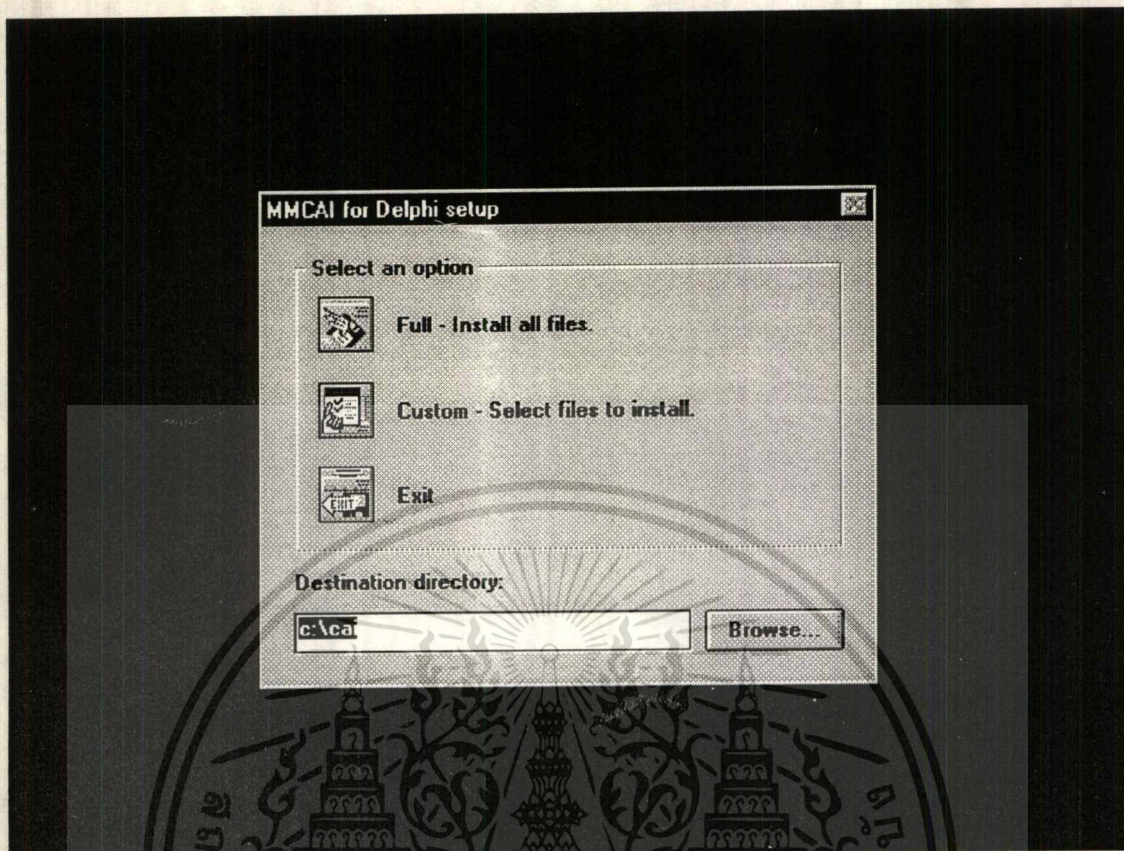 MMCAI for Delphi setup
Select an option
Full - Install all files.
Custom - Select files to install.
EXIT
Exit
Destination directory:
c:\cai
Browse...